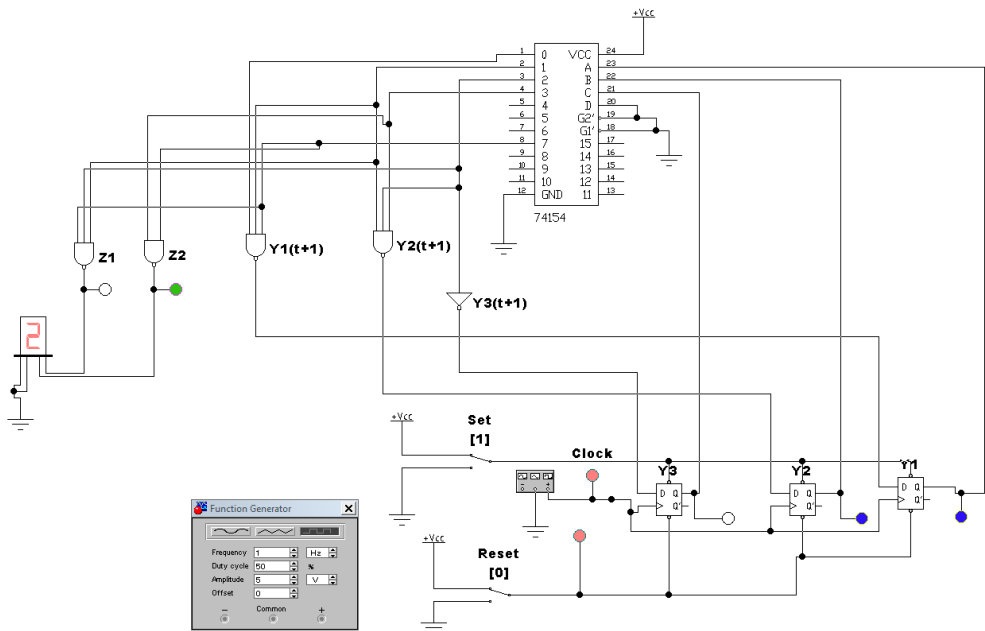 +Vcc
1 0 VCC 24
2 1 A 23
3 2 B 22
4 3 C 21
5 4 D 20
6 5 G2' 19
7 6 G1' 18
8 7 15 17
9 8 14 16
10 9 13 15
11 10 12 14
12 GND 11 13
74154
Z1
Z2
Y1(t+1)
Y2(t+1)
Y3(t+1)
2
+Vcc
Set
[1]
Clock
Y3
Y2
Y1
D Q
Q'
D Q
Q'
D Q
Q'
+Vcc
Reset
[0]
Function Generator
Frequency 1 Hz
Duty cycle 50 %
Amplitude 5 V
Offset 0
− Common +